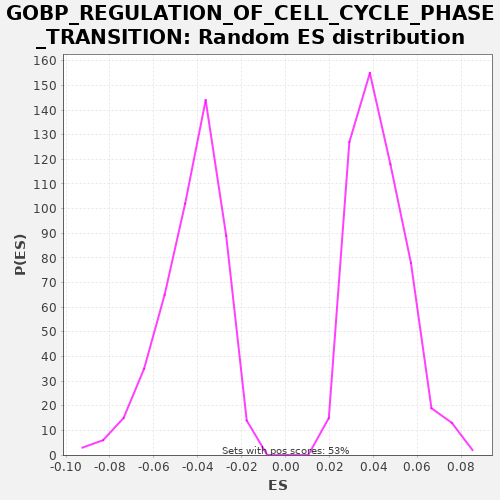 GOBP_REGULATION_OF_CELL_CYCLE_PHASE
_TRANSITION: Random ES distribution
160
150
140
130
120
110
100
90
80
70
60
50
40
30
20
10
0
P(ES)
Sets with pos scores: 53%
-0.10 -0.08 -0.06 -0.04 -0.02 0.00 0.02 0.04 0.06 0.08
ES